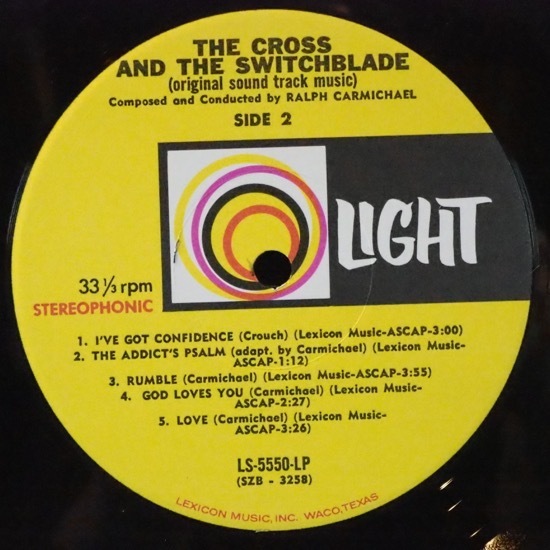 THE CROSS
AND THE SWITCHBLADE
(original sound track music)
Composed and Conducted by RALPH CARMICHAEL
SIDE 2
LIGHT
33 1/3 rpm
STEREOPHONIC
1. I'VE GOT CONFIDENCE (Crouch) (Lexicon Music-ASCAP-3:00)
2. THE ADDICT'S PSALM (adapt. by Carmichael) (Lexicon Music-
ASCAP-1:12)
3. RUMBLE (Carmichael) (Lexicon Music-ASCAP-3:55)
4. GOD LOVES YOU (Carmichael) (Lexicon Music-
ASCAP-2:27)
5. LOVE (Carmichael) (Lexicon Music-
ASCAP-3:26)
LS-5550-LP
(SZB - 3258)
LEXICON MUSIC, INC. WACO, TEXAS